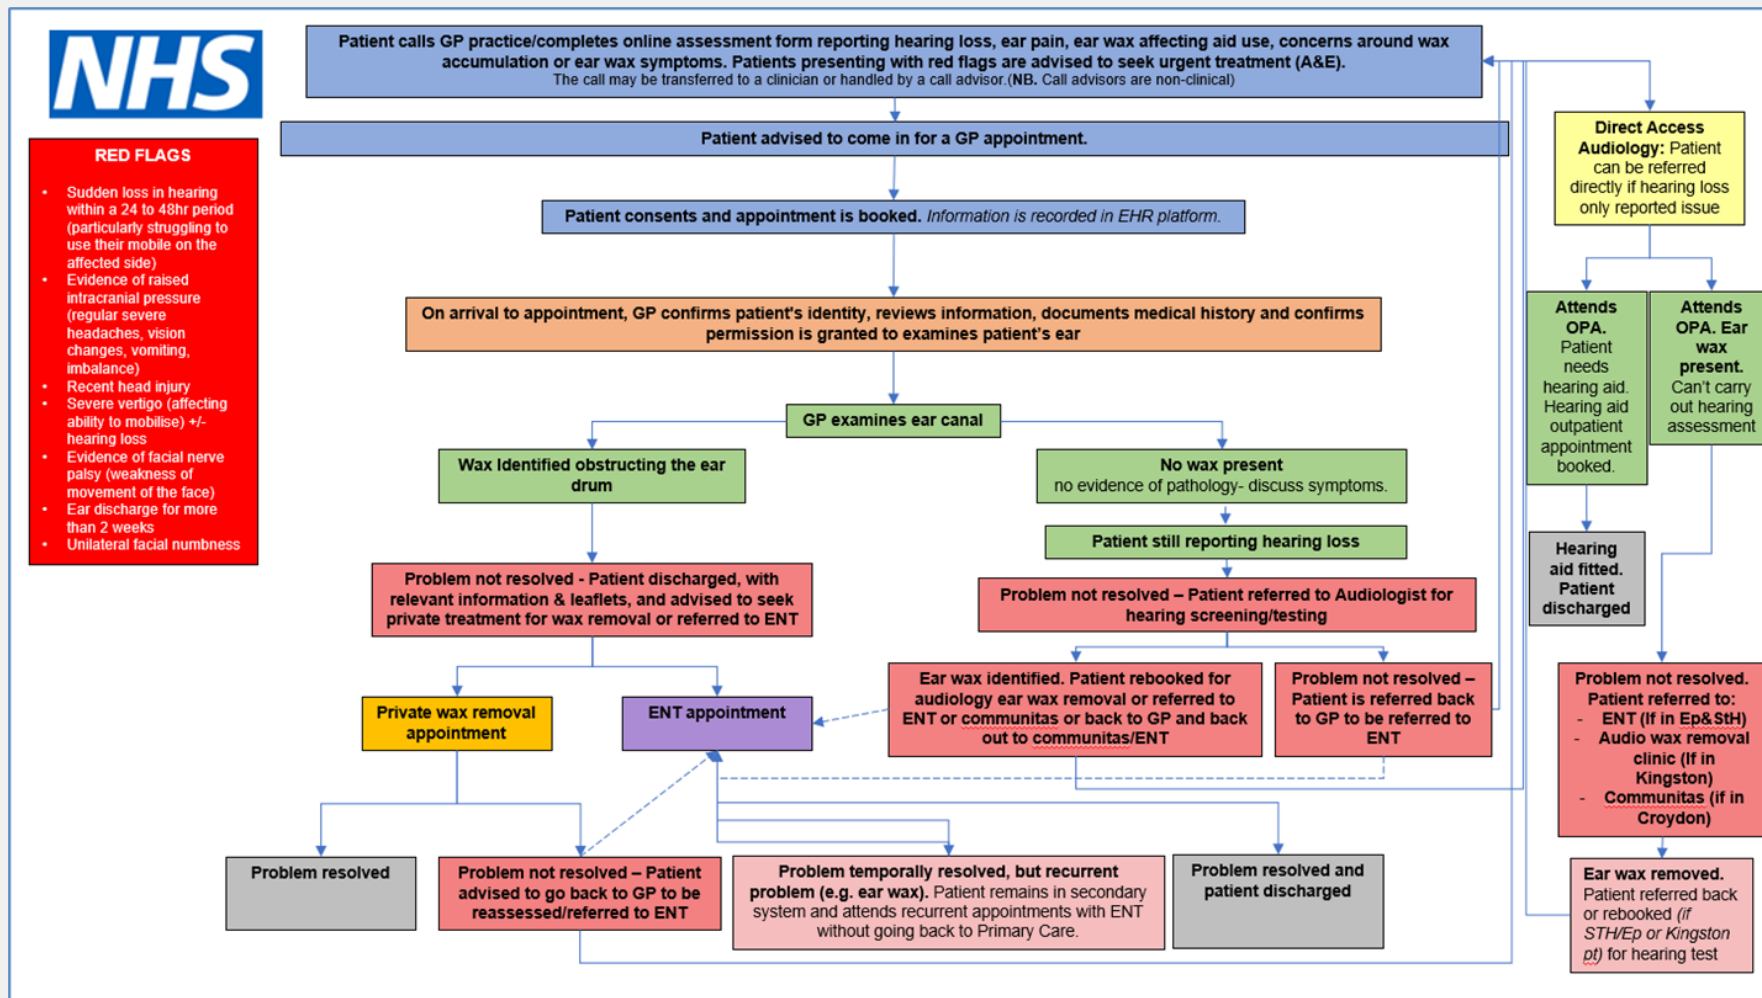 NHS
Patient calls GP practice/completes online assessment form reporting hearing loss, ear pain, ear wax affecting aid use, concerns around wax
accumulation or ear wax symptoms. Patients presenting with red flags are advised to seek urgent treatment (A&E).
The call may be transferred to a clinician or handled by a call advisor.(NB. Call advisors are non-clinical)
Patient advised to come in for a GP appointment.
Patient consents and appointment is booked. Information is recorded in EHR platform.
On arrival to appointment, GP confirms patient's identity, reviews information, documents medical history and confirms
permission is granted to examines patient's ear
GP examines ear canal
Wax Identified obstructing the ear
drum
No wax present
no evidence of pathology- discuss symptoms.
Patient still reporting hearing loss
Problem not resolved - Patient discharged, with
relevant information & leaflets, and advised to seek
private treatment for wax removal or referred to ENT
Problem not resolved – Patient referred to Audiologist for
hearing screening/testing
Private wax removal
appointment
ENT appointment
Ear wax identified. Patient rebooked for
audiology ear wax removal or referred to
ENT or communitas or back to GP and back
out to communitas/ENT
Problem not resolved –
Patient is referred back
to GP to be referred to
ENT
Problem resolved
Problem not resolved – Patient
advised to go back to GP to be
reassessed/referred to ENT
Problem temporally resolved, but recurrent
problem (e.g. ear wax). Patient remains in secondary
system and attends recurrent appointments with ENT
without going back to Primary Care.
Problem resolved and
patient discharged
RED FLAGS
• Sudden loss in hearing
within a 24 to 48hr period
(particularly struggling to
use their mobile on the
affected side)
• Evidence of raised
intracranial pressure
(regular severe
headaches, vision
changes, vomiting,
imbalance)
• Recent head injury
• Severe vertigo (affecting
ability to mobilise) +/-
hearing loss
• Evidence of facial nerve
palsy (weakness of
movement of the face)
• Ear discharge for more
than 2 weeks
• Unilateral facial numbness
Direct Access
Audiology: Patient
can be referred
directly if hearing loss
only reported issue
Attends
OPA.
Patient
needs
hearing aid.
Hearing aid
outpatient
appointment
booked.
Attends
OPA. Ear
wax
present.
Can't carry
out hearing
assessment
Hearing
aid fitted.
Patient
discharged
Problem not resolved.
Patient referred to:
- ENT (If in Ep&StH)
- Audio wax removal
clinic (If in
Kingston)
- Communitas (if in
Croydon)
Ear wax removed.
Patient referred back
or rebooked (if
STH/Ep or Kingston
pt) for hearing test